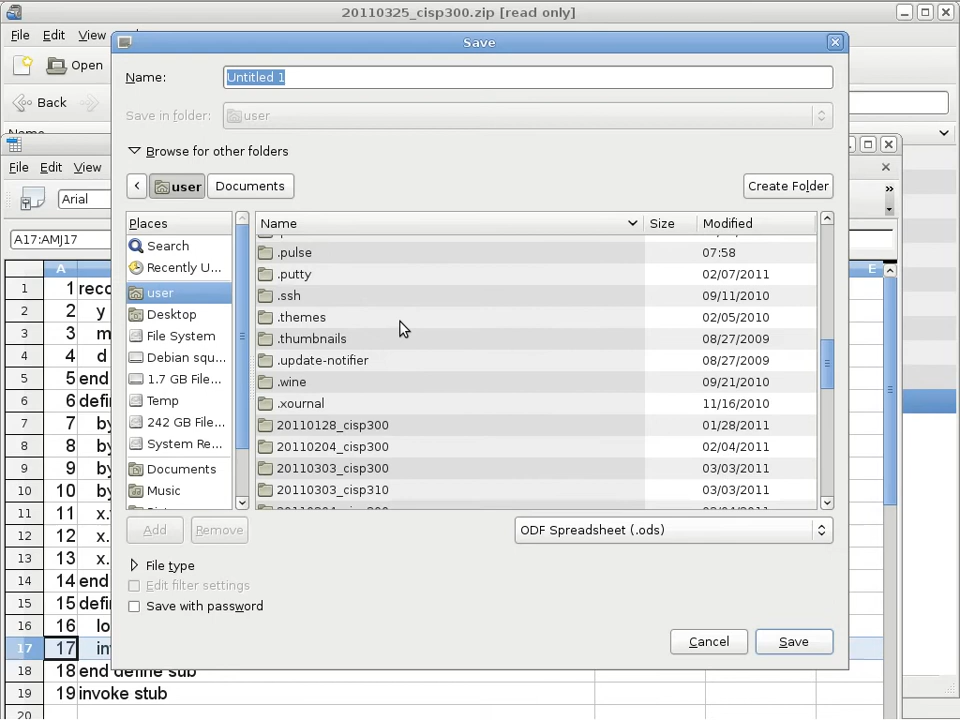 20110325_cisp300.zip [read only]
File Edit View
Save
Open
Name: Untitled 1
Back
Save in folder: user
Name
Browse for other folders
File Edit View
user Documents Create Folder
Arial
»
Places Name Size Modified
A17:AMJ17
Search
.pulse 07:58
Recently U...
.putty 02/07/2011
A E
user
.ssh 09/11/2010
1 1 reco
Desktop
.themes 02/05/2010
2 2 y
File System
.thumbnails 08/27/2009
3 3 m
Debian squ...
.update-notifier 08/27/2009
4 4 d
1.7 GB File...
.wine 09/21/2010
5 5 end
Temp
.xournal 11/16/2010
6 6 defin
242 GB File...
20110128_cisp300 01/28/2011
7 7 by
System Re...
20110204_cisp300 02/04/2011
8 8 by
Documents
20110303_cisp300 03/03/2011
9 9 by
Music
20110303_cisp310 03/03/2011
10 10 by
11 11 x.
Add Remove ODF Spreadsheet (.ods)
12 12 x.
13 13 x.
File type
14 14 end
Edit filter settings
15 15 defin
Save with password
16 16 lo
17 17 in
Cancel Save
18 18 end define sub
19 19 invoke stub
20